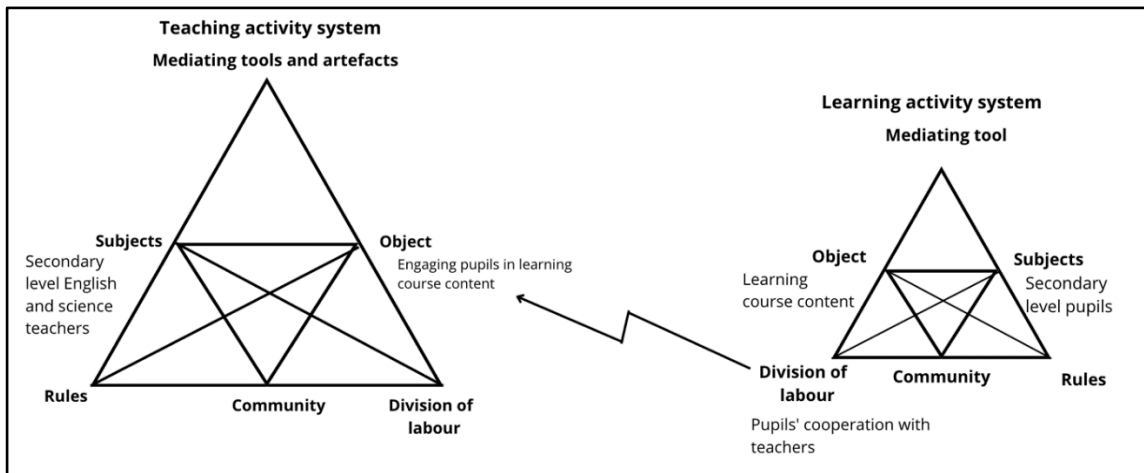 Teaching activity system
Mediating tools and artefacts
Subjects
Secondary
level English
and science
teachers
Object
Engaging pupils in learning
course content
Rules
Community
Division of
labour
Learning activity system
Mediating tool
Object
Learning
course content
Subjects
Secondary
level pupils
Division of
labour
Pupils' cooperation with
teachers
Community
Rules